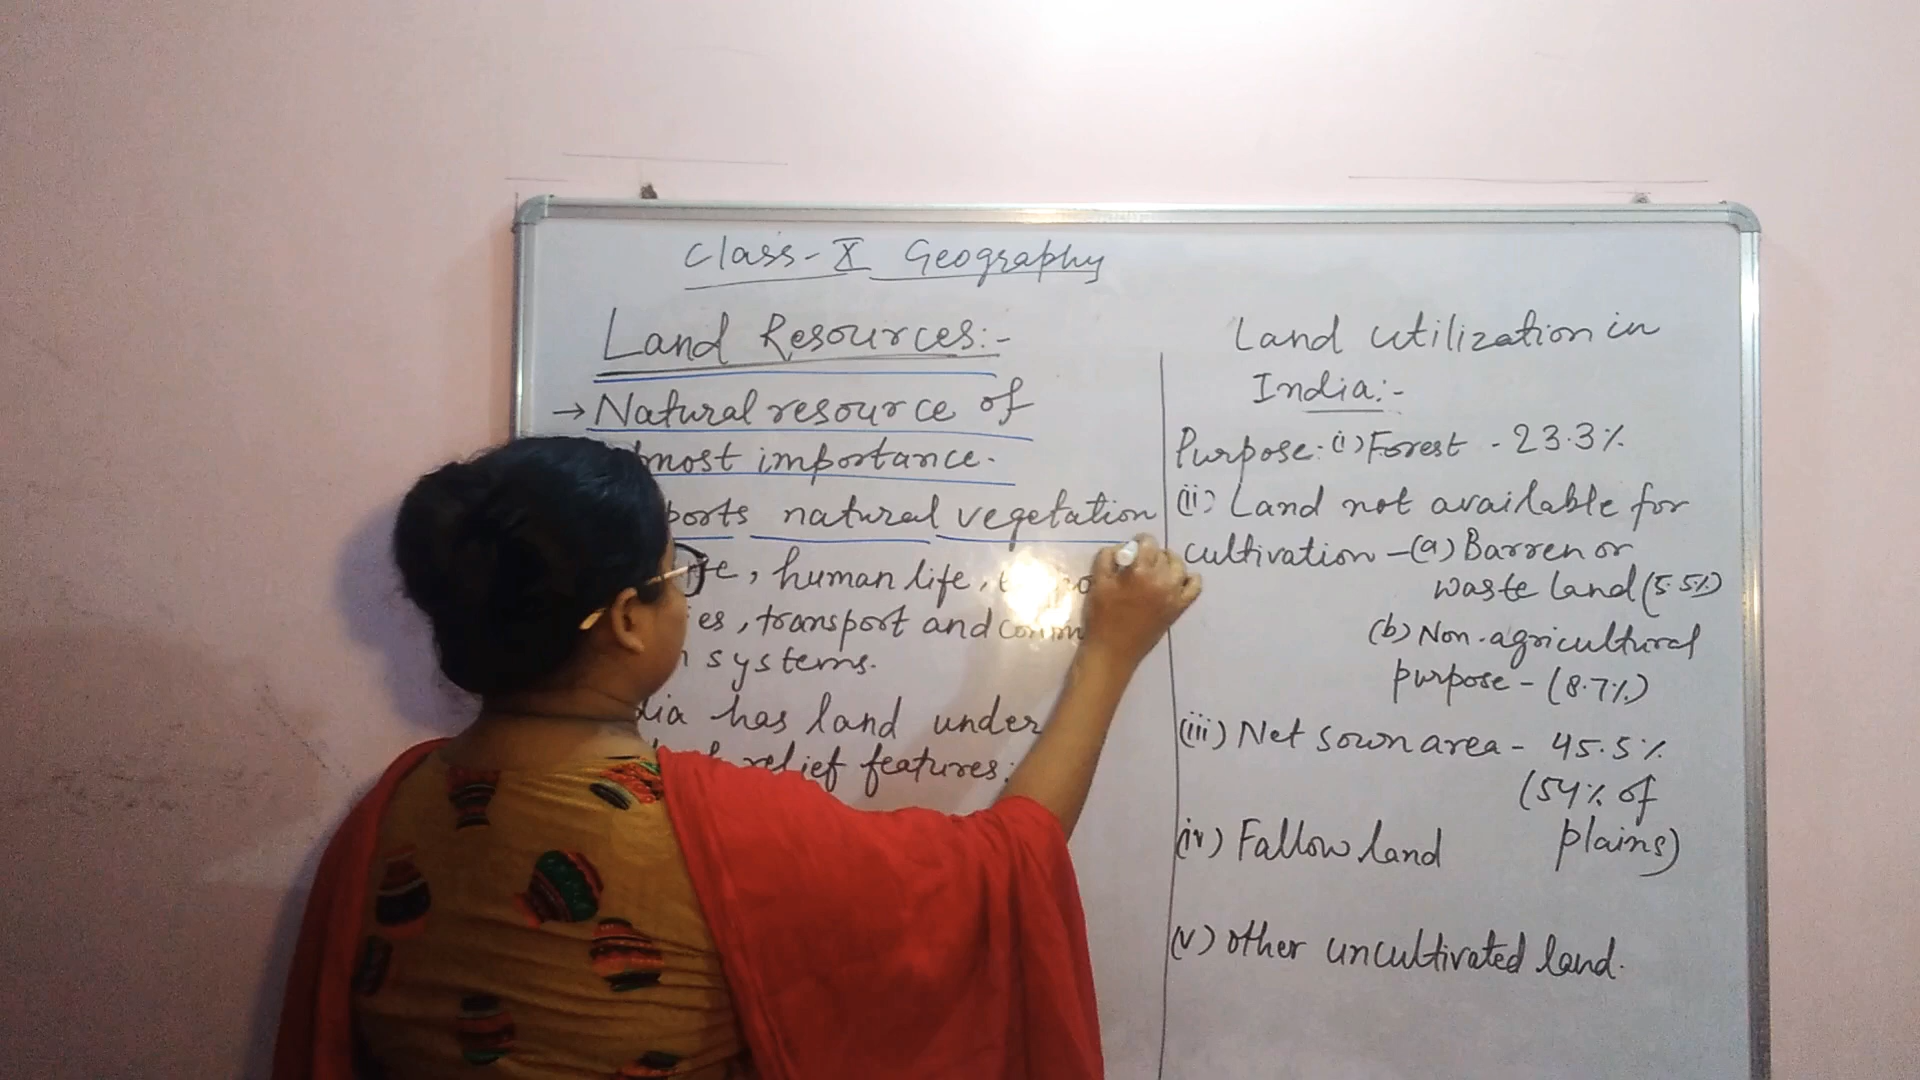 Class-X Geography
Land Resources:-
→ Natural resource of
most importance.
ports natural vegetation
, human life,
es, transport and comm
systems.
dia has land under
relief features:
Land utilization in
India:-
Purpose:(i) Forest - 23.3%
(ii) Land not available for
cultivation - (a) Barren or
waste land (5.5%)
(b) Non-agricultural
purpose - (8.7%)
(iii) Net sown area - 45.5%
(54% of
plains)
(iv) Fallow land
(v) other uncultivated land.